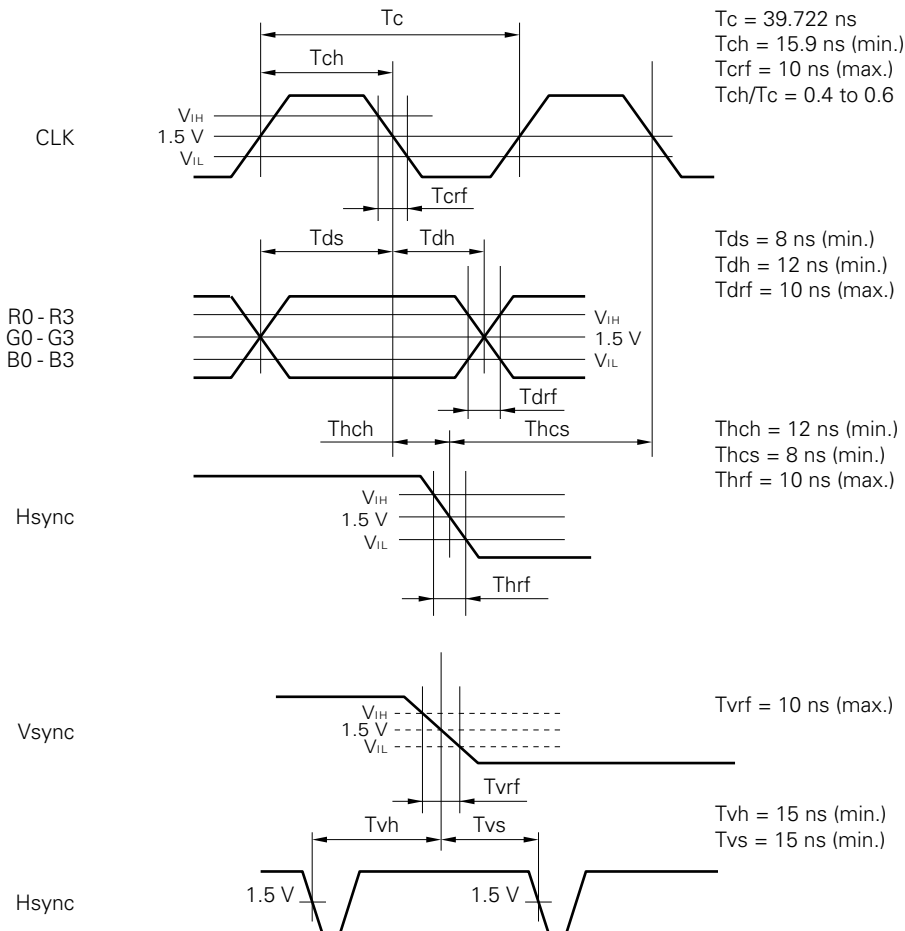 Tc
Tc = 39.722 ns
Tch = 15.9 ns (min.)
Tcrf = 10 ns (max.)
Tch/Tc = 0.4 to 0.6
Tch
CLK
VIH
1.5 V
VIL
Tcrf
Tds
Tdh
Tds = 8 ns (min.)
Tdh = 12 ns (min.)
Tdrf = 10 ns (max.)
R0 - R3
G0 - G3
B0 - B3
VIH
1.5 V
VIL
Tdrf
Thch
Thcs
Thch = 12 ns (min.)
Thcs = 8 ns (min.)
Thrf = 10 ns (max.)
Hsync
VIH
1.5 V
VIL
Thrf
Vsync
VIH
1.5 V
VIL
Tvrf = 10 ns (max.)
Tvrf
Tvh
Tvs
Tvh = 15 ns (min.)
Tvs = 15 ns (min.)
Hsync
1.5 V
1.5 V